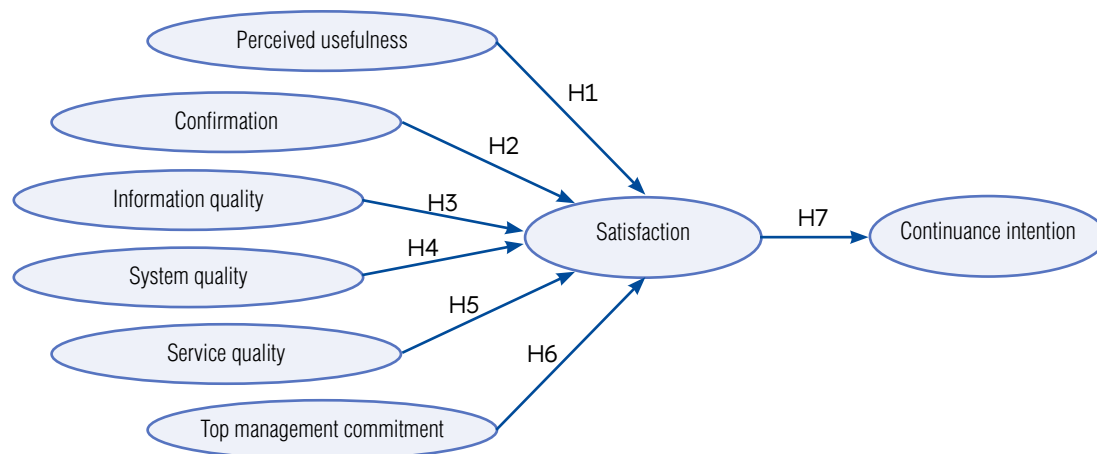 Perceived usefulness
H1
Confirmation
H2
Information quality
H3
Satisfaction
H7
Continuance intention
H4
System quality
H5
Service quality
H6
Top management commitment